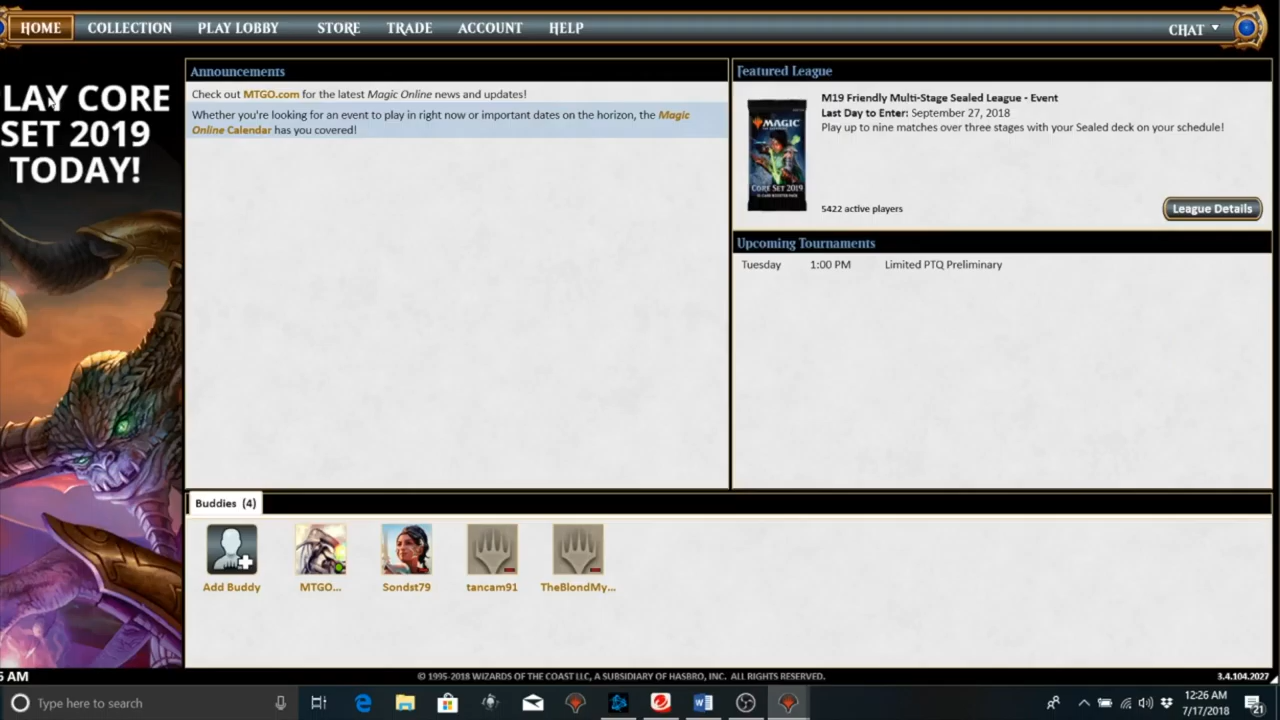 HOME
COLLECTION
PLAY LOBBY
STORE
TRADE
ACCOUNT
HELP
CHAT
LAY CORE
SET 2019
TODAY!
Announcements
Check out MTGO.com for the latest Magic Online news and updates!
Whether you're looking for an event to play in right now or important dates on the horizon, the Magic
Online Calendar has you covered!
Featured League
MAGIC
CORE SET 2019
M19 Friendly Multi-Stage Sealed League - Event
Last Day to Enter: September 27, 2018
Play up to nine matches over three stages with your Sealed deck on your schedule!
5422 active players
League Details
Upcoming Tournaments
Tuesday 1:00 PM Limited PTQ Preliminary
Buddies (4)
Add Buddy
MTGO...
Sondst79
tancam91
TheBlondMy...
5 AM
© 1995-2018 WIZARDS OF THE COAST LLC, A SUBSIDIARY OF HASBRO, INC. ALL RIGHTS RESERVED.
3.4.104.2027
Type here to search
12:26 AM
7/17/2018
21